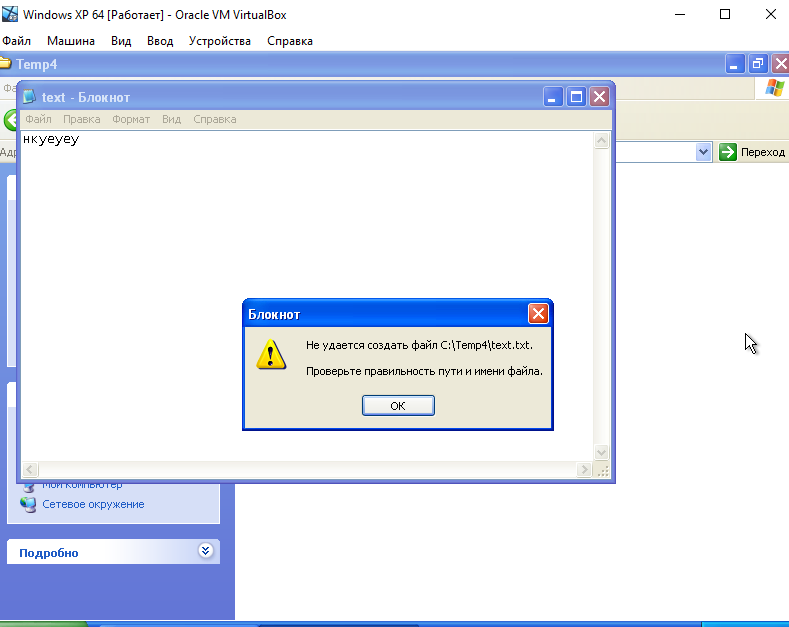 Windows XP 64 [Работает] - Oracle VM VirtualBox
Файл Машина Вид Ввод Устройства Справка
Temp4
text - Блокнот
Файл Правка Формат Вид Справка
нкуеуеу
Переход
Блокнот
Не удается создать файл C:\Temp4\text.txt.
Проверьте правильность пути и имени файла.
OK
Мой компьютер
Сетевое окружение
Подробно